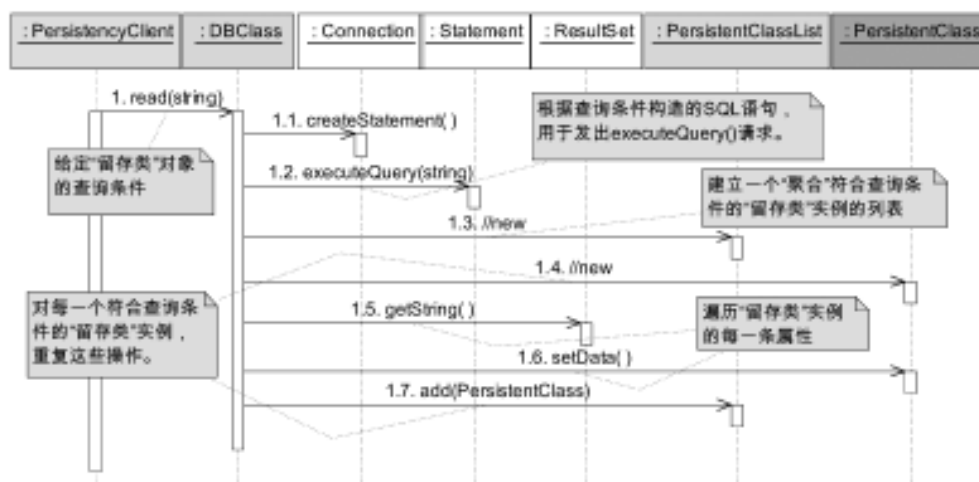 : PersistencyClient
: DBClass
: Connection
: Statement
: ResultSet
: PersistentClassList
: PersistentClass
1. read(string)
1.1. createStatement( )
根据查询条件构造的SQL语句，
用于发出executeQuery()请求。
给定“留存类”对象
的查询条件
1.2. executeQuery(string)
建立一个“聚合”符合查询条
件的“留存类”实例的列表
1.3. //new
1.4. //new
对每一个符合查询条
件的“留存类”实例，
重复这些操作。
1.5. getString( )
遍历“留存类”实例
的每一条属性
1.6. setData( )
1.7. add(PersistentClass)